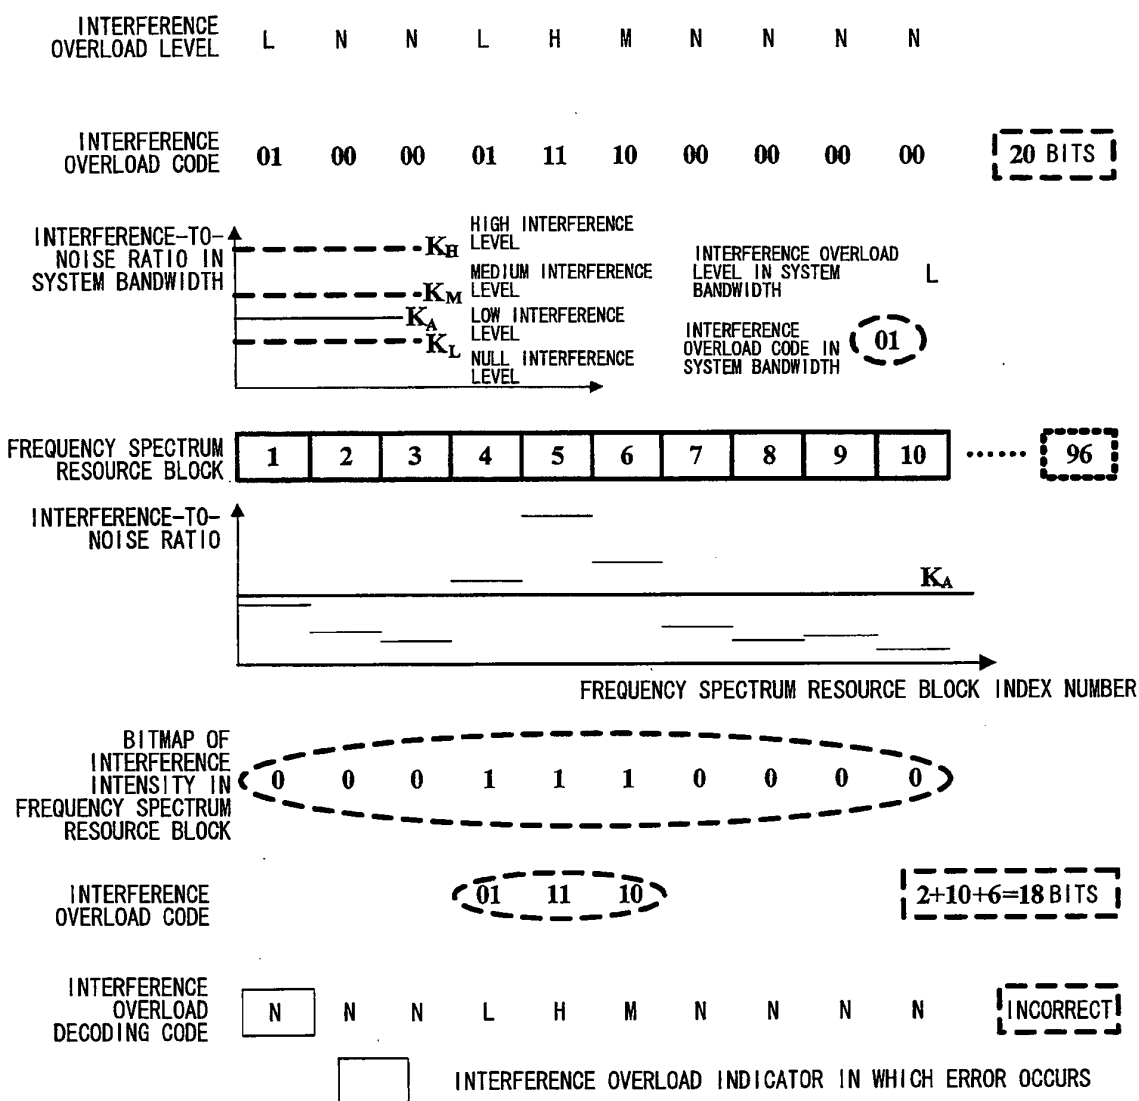 INTERFERENCE
OVERLOAD LEVEL
L N N L H M N N N N
INTERFERENCE
OVERLOAD CODE
01 00 00 01 11 10 00 00 00 00
20 BITS
INTERFERENCE-TO-
NOISE RATIO IN
SYSTEM BANDWIDTH
KH
KM
KA
KL
HIGH INTERFERENCE
LEVEL
MEDIUM INTERFERENCE
LEVEL
LOW INTERFERENCE
LEVEL
NULL INTERFERENCE
LEVEL
INTERFERENCE OVERLOAD
LEVEL IN SYSTEM
BANDWIDTH
L
INTERFERENCE
OVERLOAD CODE IN
SYSTEM BANDWIDTH
01
FREQUENCY SPECTRUM
RESOURCE BLOCK
1 2 3 4 5 6 7 8 9 10 ...... 96
INTERFERENCE-TO-
NOISE RATIO
KA
FREQUENCY SPECTRUM RESOURCE BLOCK INDEX NUMBER
BITMAP OF
INTERFERENCE
INTENSITY IN
FREQUENCY SPECTRUM
RESOURCE BLOCK
0 0 0 1 1 1 0 0 0 0
INTERFERENCE
OVERLOAD CODE
01 11 10
2+10+6=18 BITS
INTERFERENCE
OVERLOAD
DECODING CODE
N N N L H M N N N N
INCORRECT
INTERFERENCE OVERLOAD INDICATOR IN WHICH ERROR OCCURS